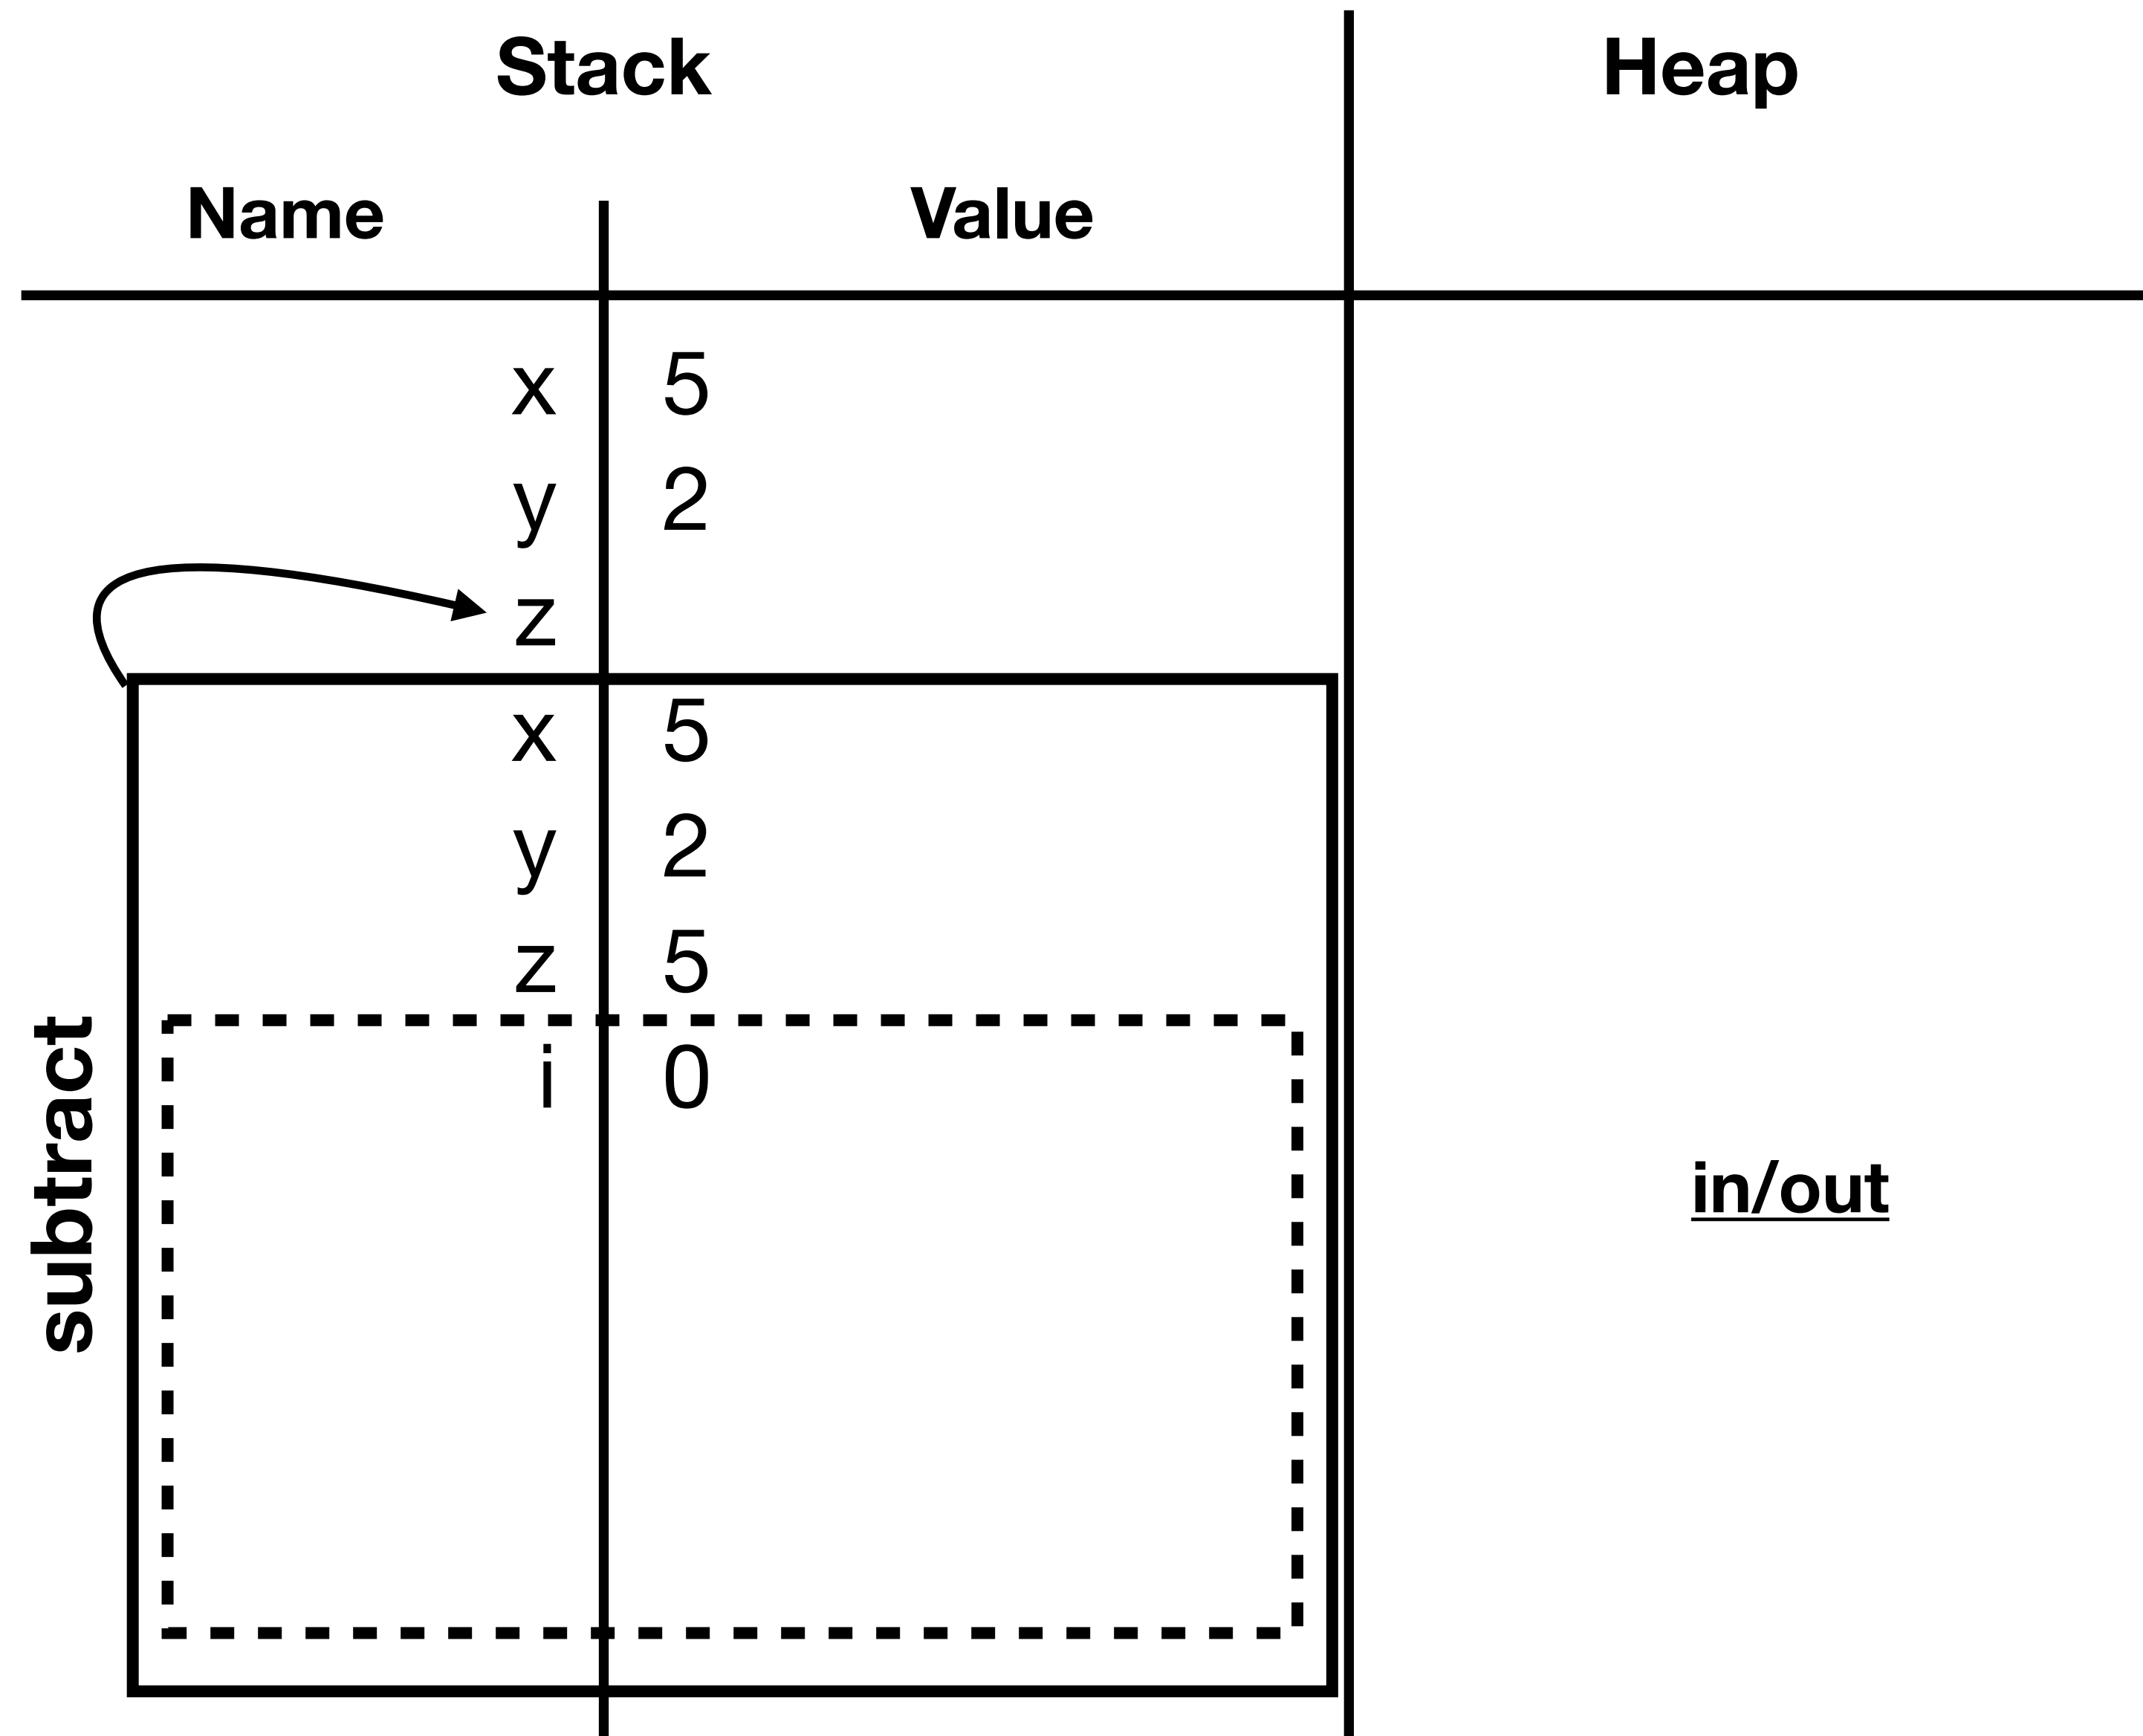 Stack Heap
Name Value
x 5
y 2
z
x 5
y 2
z 5
i 0
subtract
in/out